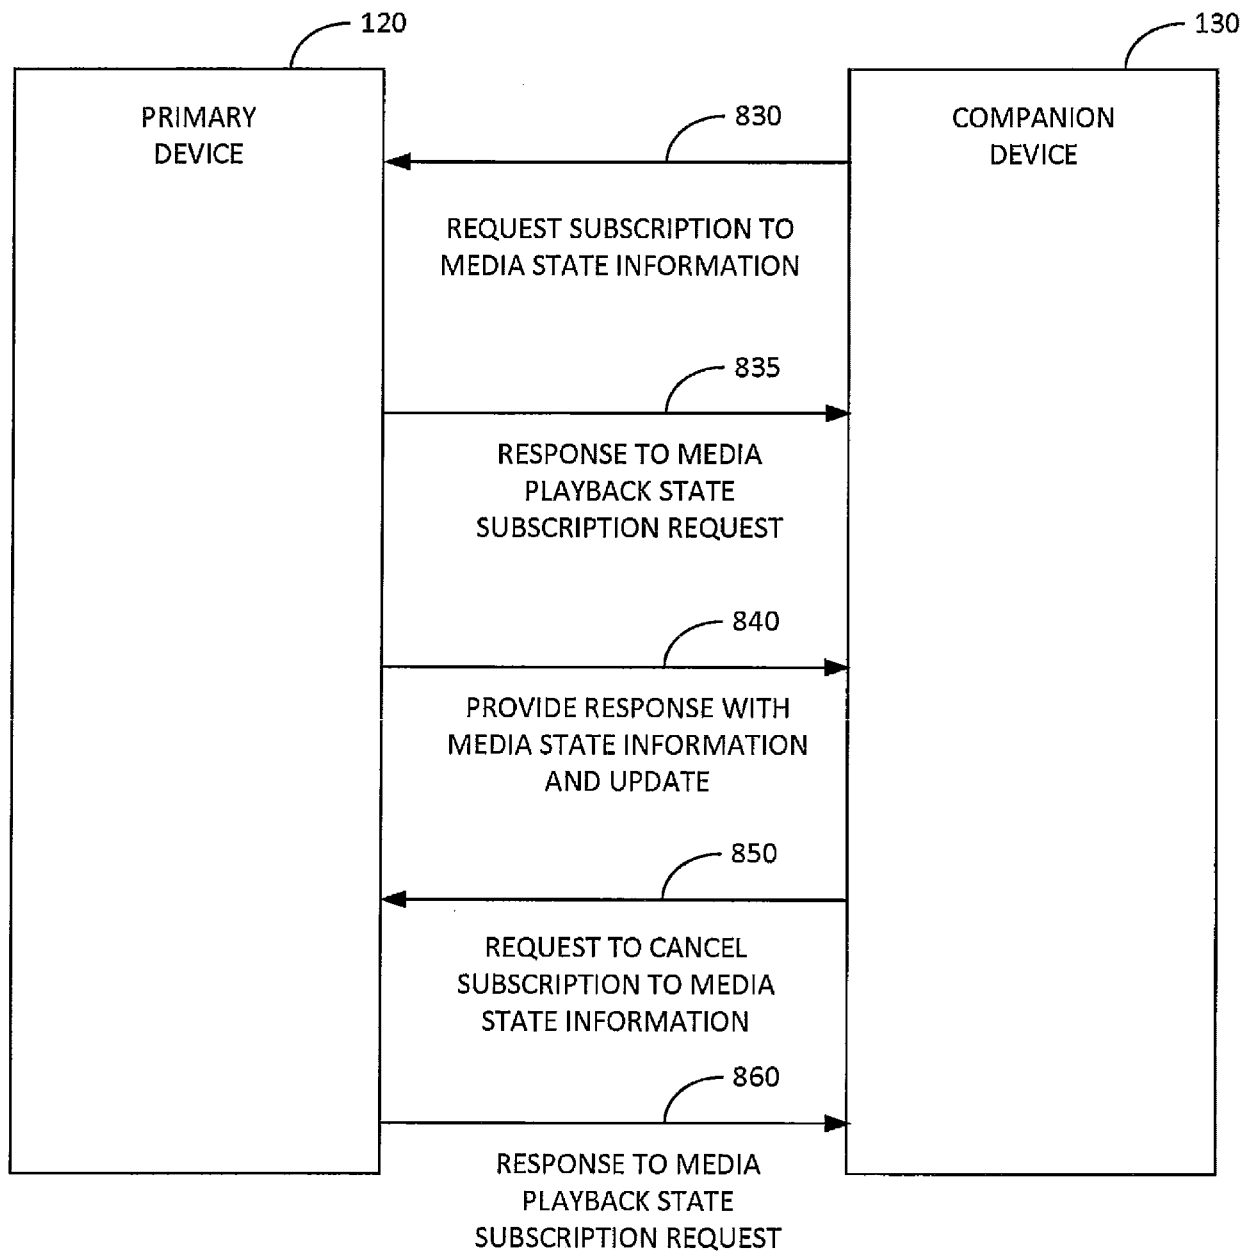 120
130
PRIMARY
DEVICE
COMPANION
DEVICE
830
REQUEST SUBSCRIPTION TO
MEDIA STATE INFORMATION
835
RESPONSE TO MEDIA
PLAYBACK STATE
SUBSCRIPTION REQUEST
840
PROVIDE RESPONSE WITH
MEDIA STATE INFORMATION
AND UPDATE
850
REQUEST TO CANCEL
SUBSCRIPTION TO MEDIA
STATE INFORMATION
860
RESPONSE TO MEDIA
PLAYBACK STATE
SUBSCRIPTION REQUEST